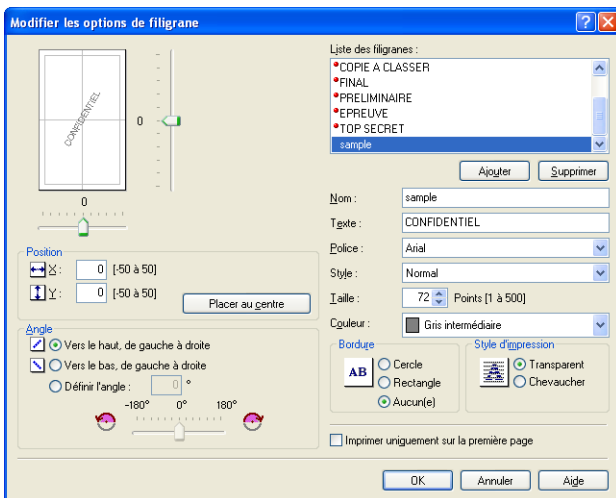 Modifier les options de filigrane
CONFIDENTIEL
0
0
Position
X : 0 [-50 à 50]
Y : 0 [-50 à 50]
Placer au centre
Angle
Vers le haut, de gauche à droite
Vers le bas, de gauche à droite
Définir l'angle : 0 °
-180° 0° 180°
Liste des filigranes :
COPIE A CLASSER
FINAL
PRELIMINAIRE
EPREUVE
TOP SECRET
sample
Ajouter Supprimer
Nom : sample
Texte : CONFIDENTIEL
Police : Arial
Style : Normal
Taille : 72 Points [1 à 500]
Couleur : Gris intermédiaire
Bordure
AB
Cercle
Rectangle
Aucun(e)
Style d'impression
Transparent
Chevaucher
Imprimer uniquement sur la première page
OK Annuler Aide